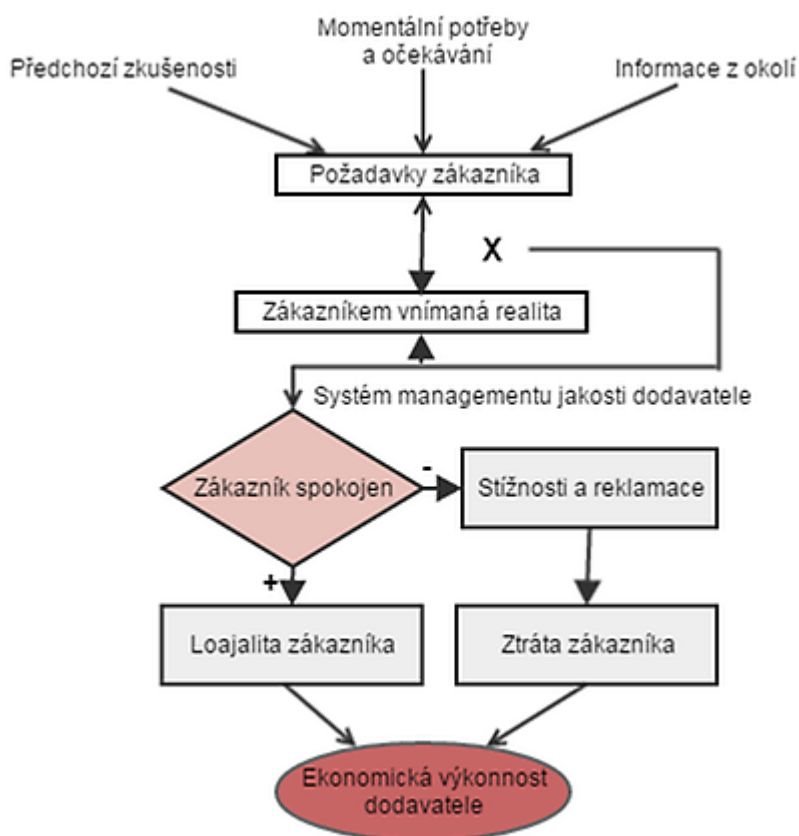 Momentální potřeby
a očekávání
Předchozí zkušenosti
Informace z okolí
Požadavky zákazníka
X
Zákazníkem vnímaná realita
Systém managementu jakosti dodavatele
Zákazník spokojen
-
Stížnosti a reklamace
+
Loajalita zákazníka
Ztráta zákazníka
Ekonomická výkonnost
dodavatele